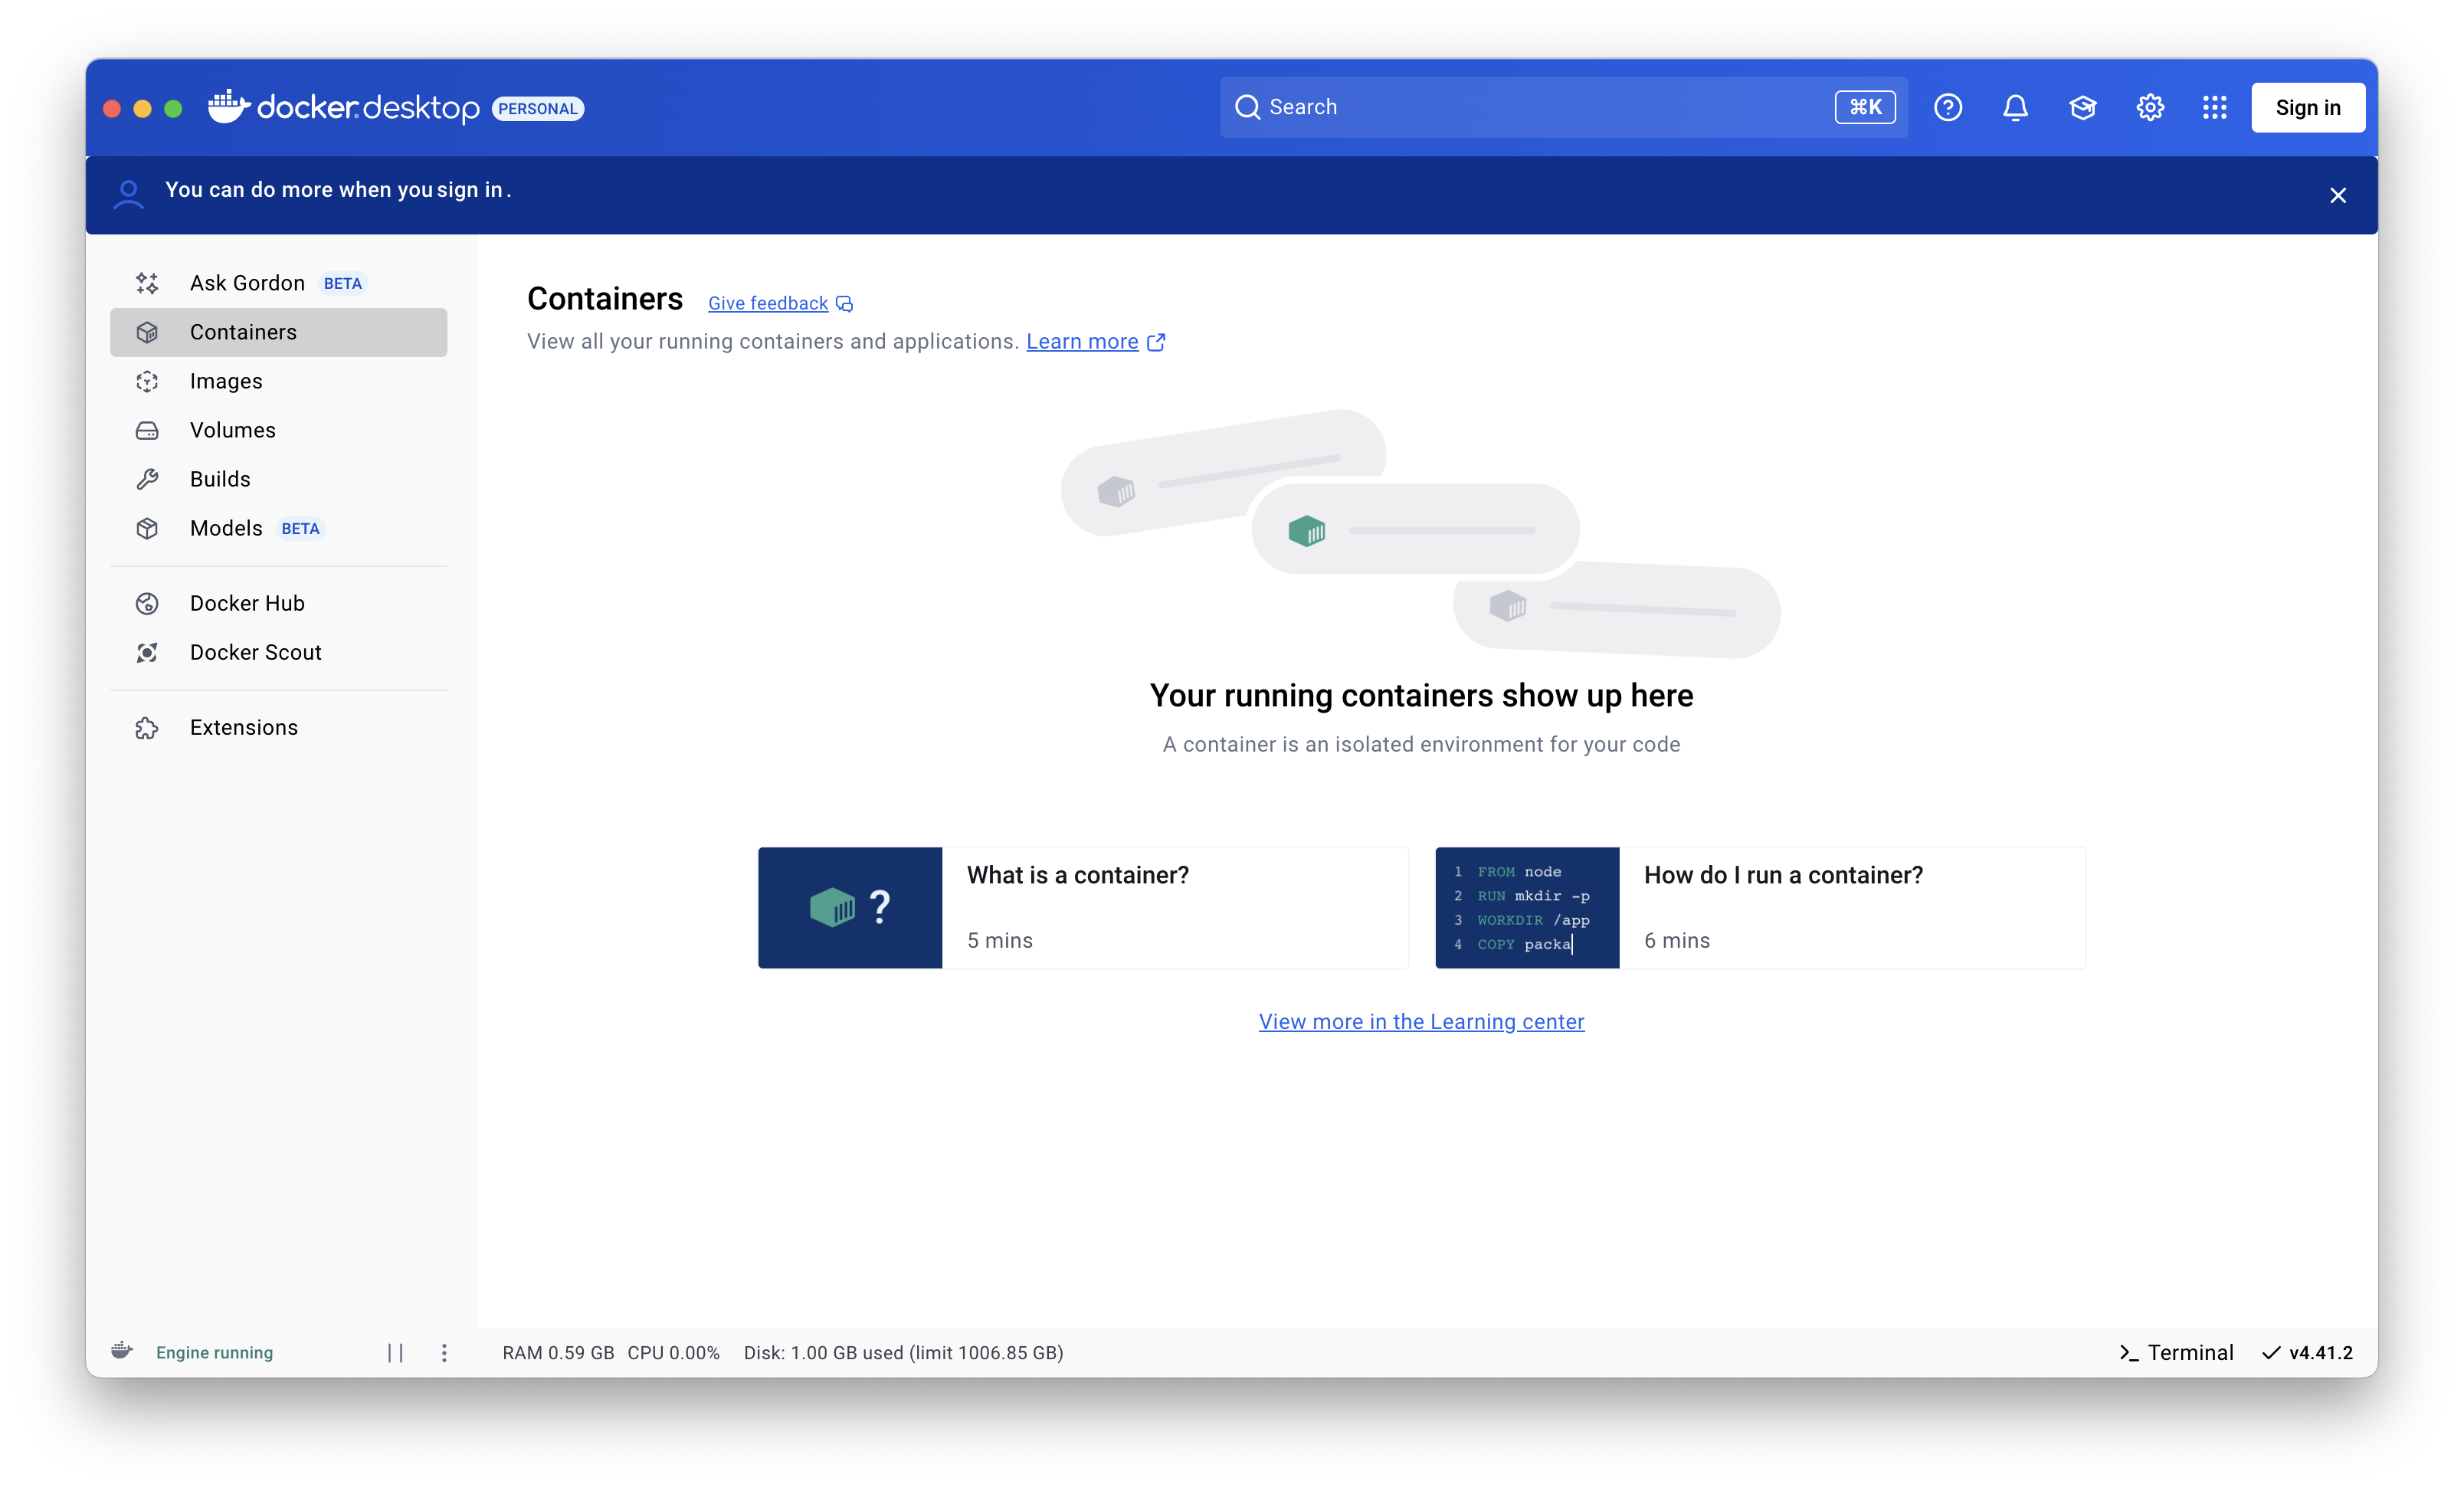 docker.desktop PERSONAL
Search
⌘K
Sign in
You can do more when you sign in.
Ask Gordon BETA
Containers
Images
Volumes
Builds
Models BETA
Docker Hub
Docker Scout
Extensions
Containers Give feedback
View all your running containers and applications. Learn more
Your running containers show up here
A container is an isolated environment for your code
?
What is a container?
5 mins
1 FROM node
2 RUN mkdir -p
3 WORKDIR /app
4 COPY packa
How do I run a container?
6 mins
View more in the Learning center
Engine running
RAM 0.59 GB CPU 0.00% Disk: 1.00 GB used (limit 1006.85 GB)
Terminal
v4.41.2